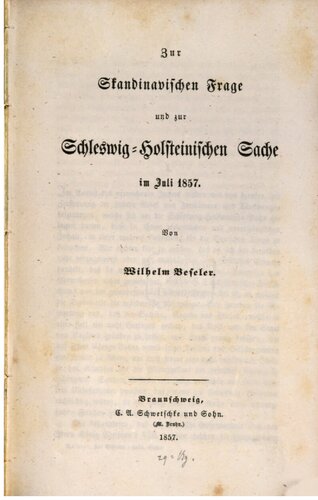 Zur
Skandinavischen Frage
und zur
Schleswig-Holsteinischen Sache
im Juli 1857.
Von
Wilhelm Beseler.
Braunschweig,
C. A. Schwetschke und Sohn.
(M. Bruhn.)
1857.